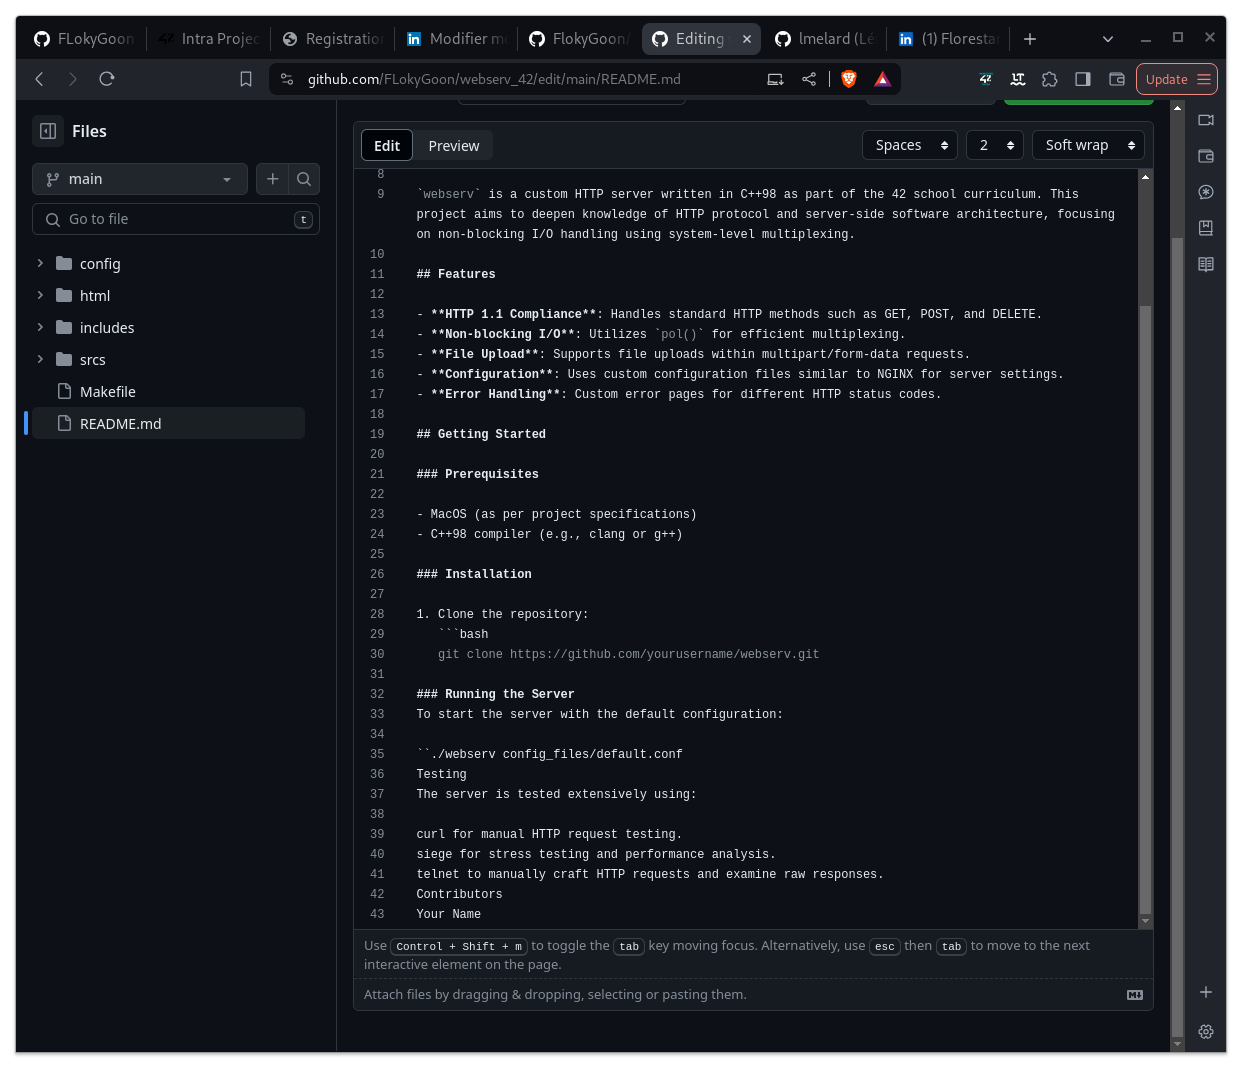 FLokyGoon
Intra Projec
Registration
Modifier m
FlokyGoon/
Editing
lmelard (Lé
(1) Florestan
github.com/FLokyGoon/webserv_42/edit/main/README.md
Update
Files
main
Go to file
t
config
html
includes
srcs
Makefile
README.md
Edit
Preview
Spaces
2
Soft wrap
8
9 `webserv` is a custom HTTP server written in C++98 as part of the 42 school curriculum. This
project aims to deepen knowledge of HTTP protocol and server-side software architecture, focusing
on non-blocking I/O handling using system-level multiplexing.
10
11 ## Features
12
13 - **HTTP 1.1 Compliance**: Handles standard HTTP methods such as GET, POST, and DELETE.
14 - **Non-blocking I/O**: Utilizes `pol()` for efficient multiplexing.
15 - **File Upload**: Supports file uploads within multipart/form-data requests.
16 - **Configuration**: Uses custom configuration files similar to NGINX for server settings.
17 - **Error Handling**: Custom error pages for different HTTP status codes.
18
19 ## Getting Started
20
21 ### Prerequisites
22
23 - MacOS (as per project specifications)
24 - C++98 compiler (e.g., clang or g++)
25
26 ### Installation
27
28 1. Clone the repository:
29 ```bash
30 git clone https://github.com/yourusername/webserv.git
31
32 ### Running the Server
33 To start the server with the default configuration:
34
35 ``./webserv config_files/default.conf
36 Testing
37 The server is tested extensively using:
38
39 curl for manual HTTP request testing.
40 siege for stress testing and performance analysis.
41 telnet to manually craft HTTP requests and examine raw responses.
42 Contributors
43 Your Name
Use Control + Shift + m to toggle the tab key moving focus. Alternatively, use esc then tab to move to the next
interactive element on the page.
Attach files by dragging & dropping, selecting or pasting them.